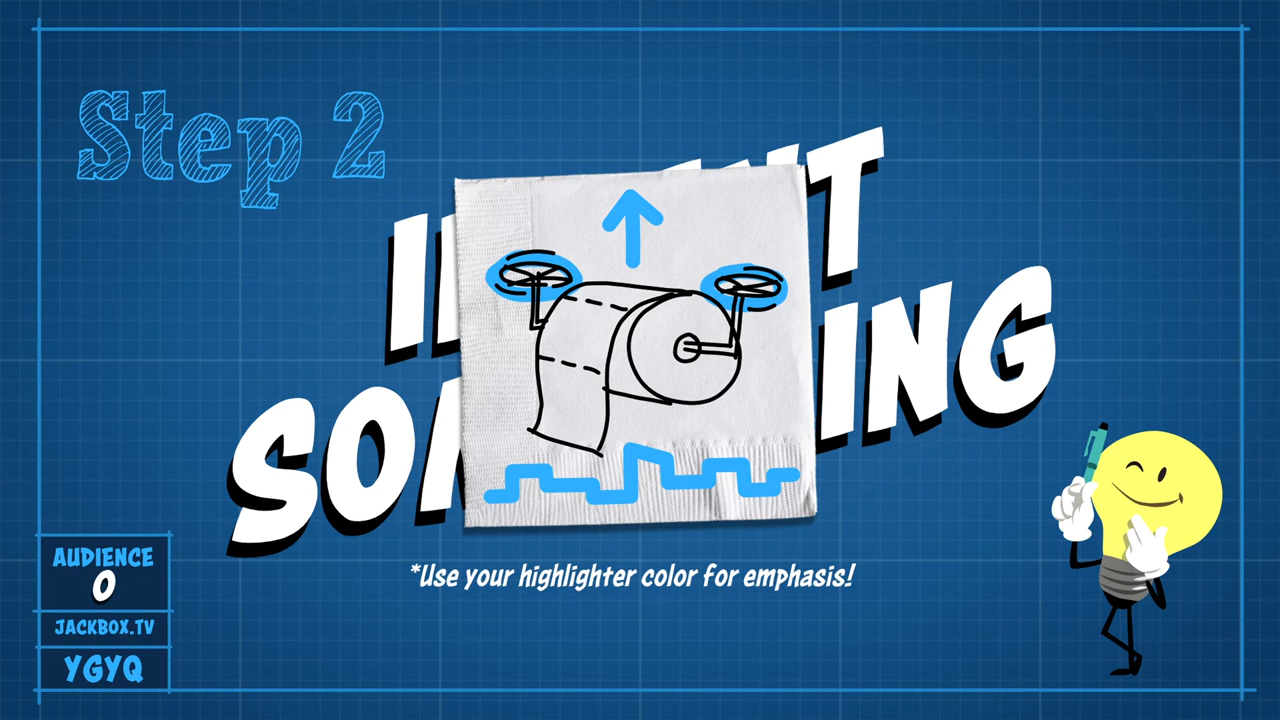 Step 2
*Use your highlighter color for emphasis!
AUDIENCE
0
JACKBOX.TV
YGYQ